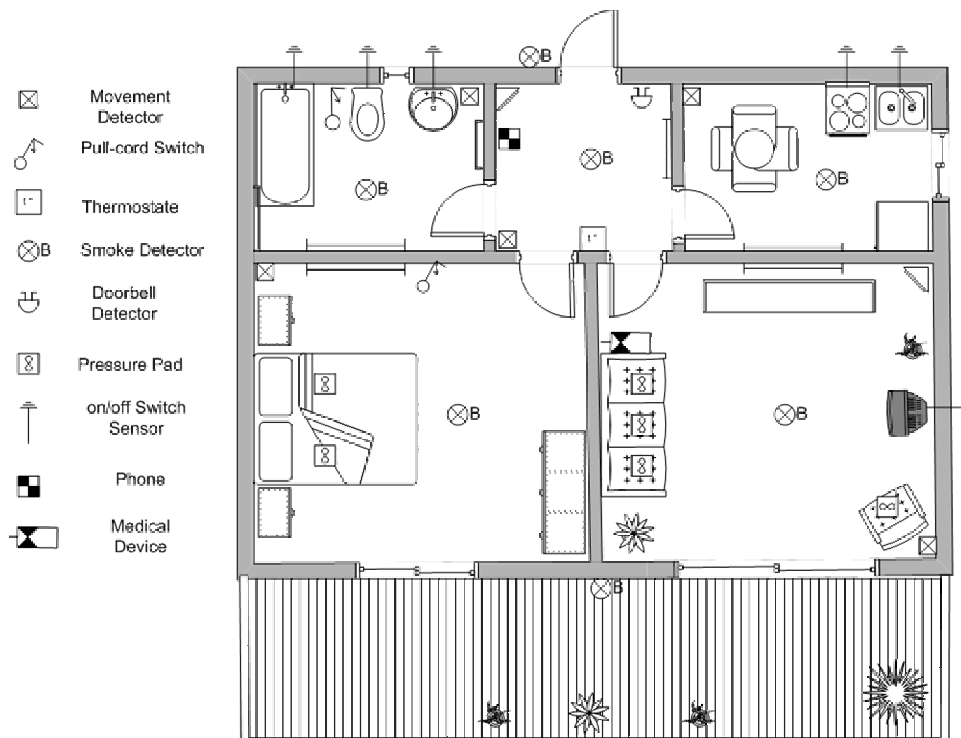 Movement
Detector
Pull-cord Switch
t°
Thermostate
B
Smoke Detector
Doorbell
Detector
Pressure Pad
on/off Switch
Sensor
Phone
Medical
Device
B
B
B
B
t°
B
B
B